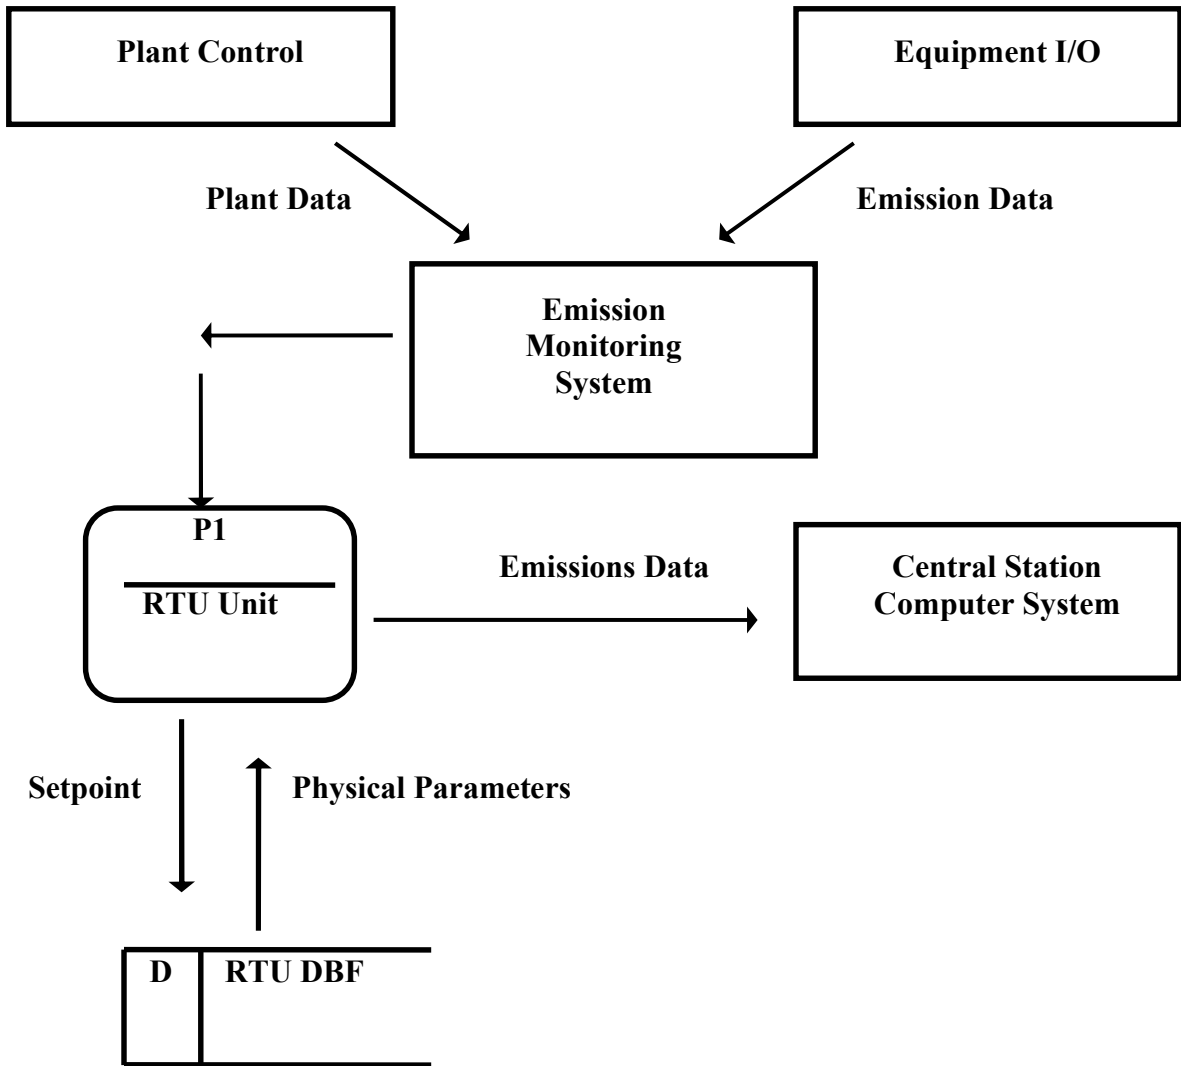 Plant Control
Equipment I/O
Plant Data
Emission Data
Emission
Monitoring
System
P1
RTU Unit
Emissions Data
Central Station
Computer System
Setpoint
Physical Parameters
D
RTU DBF